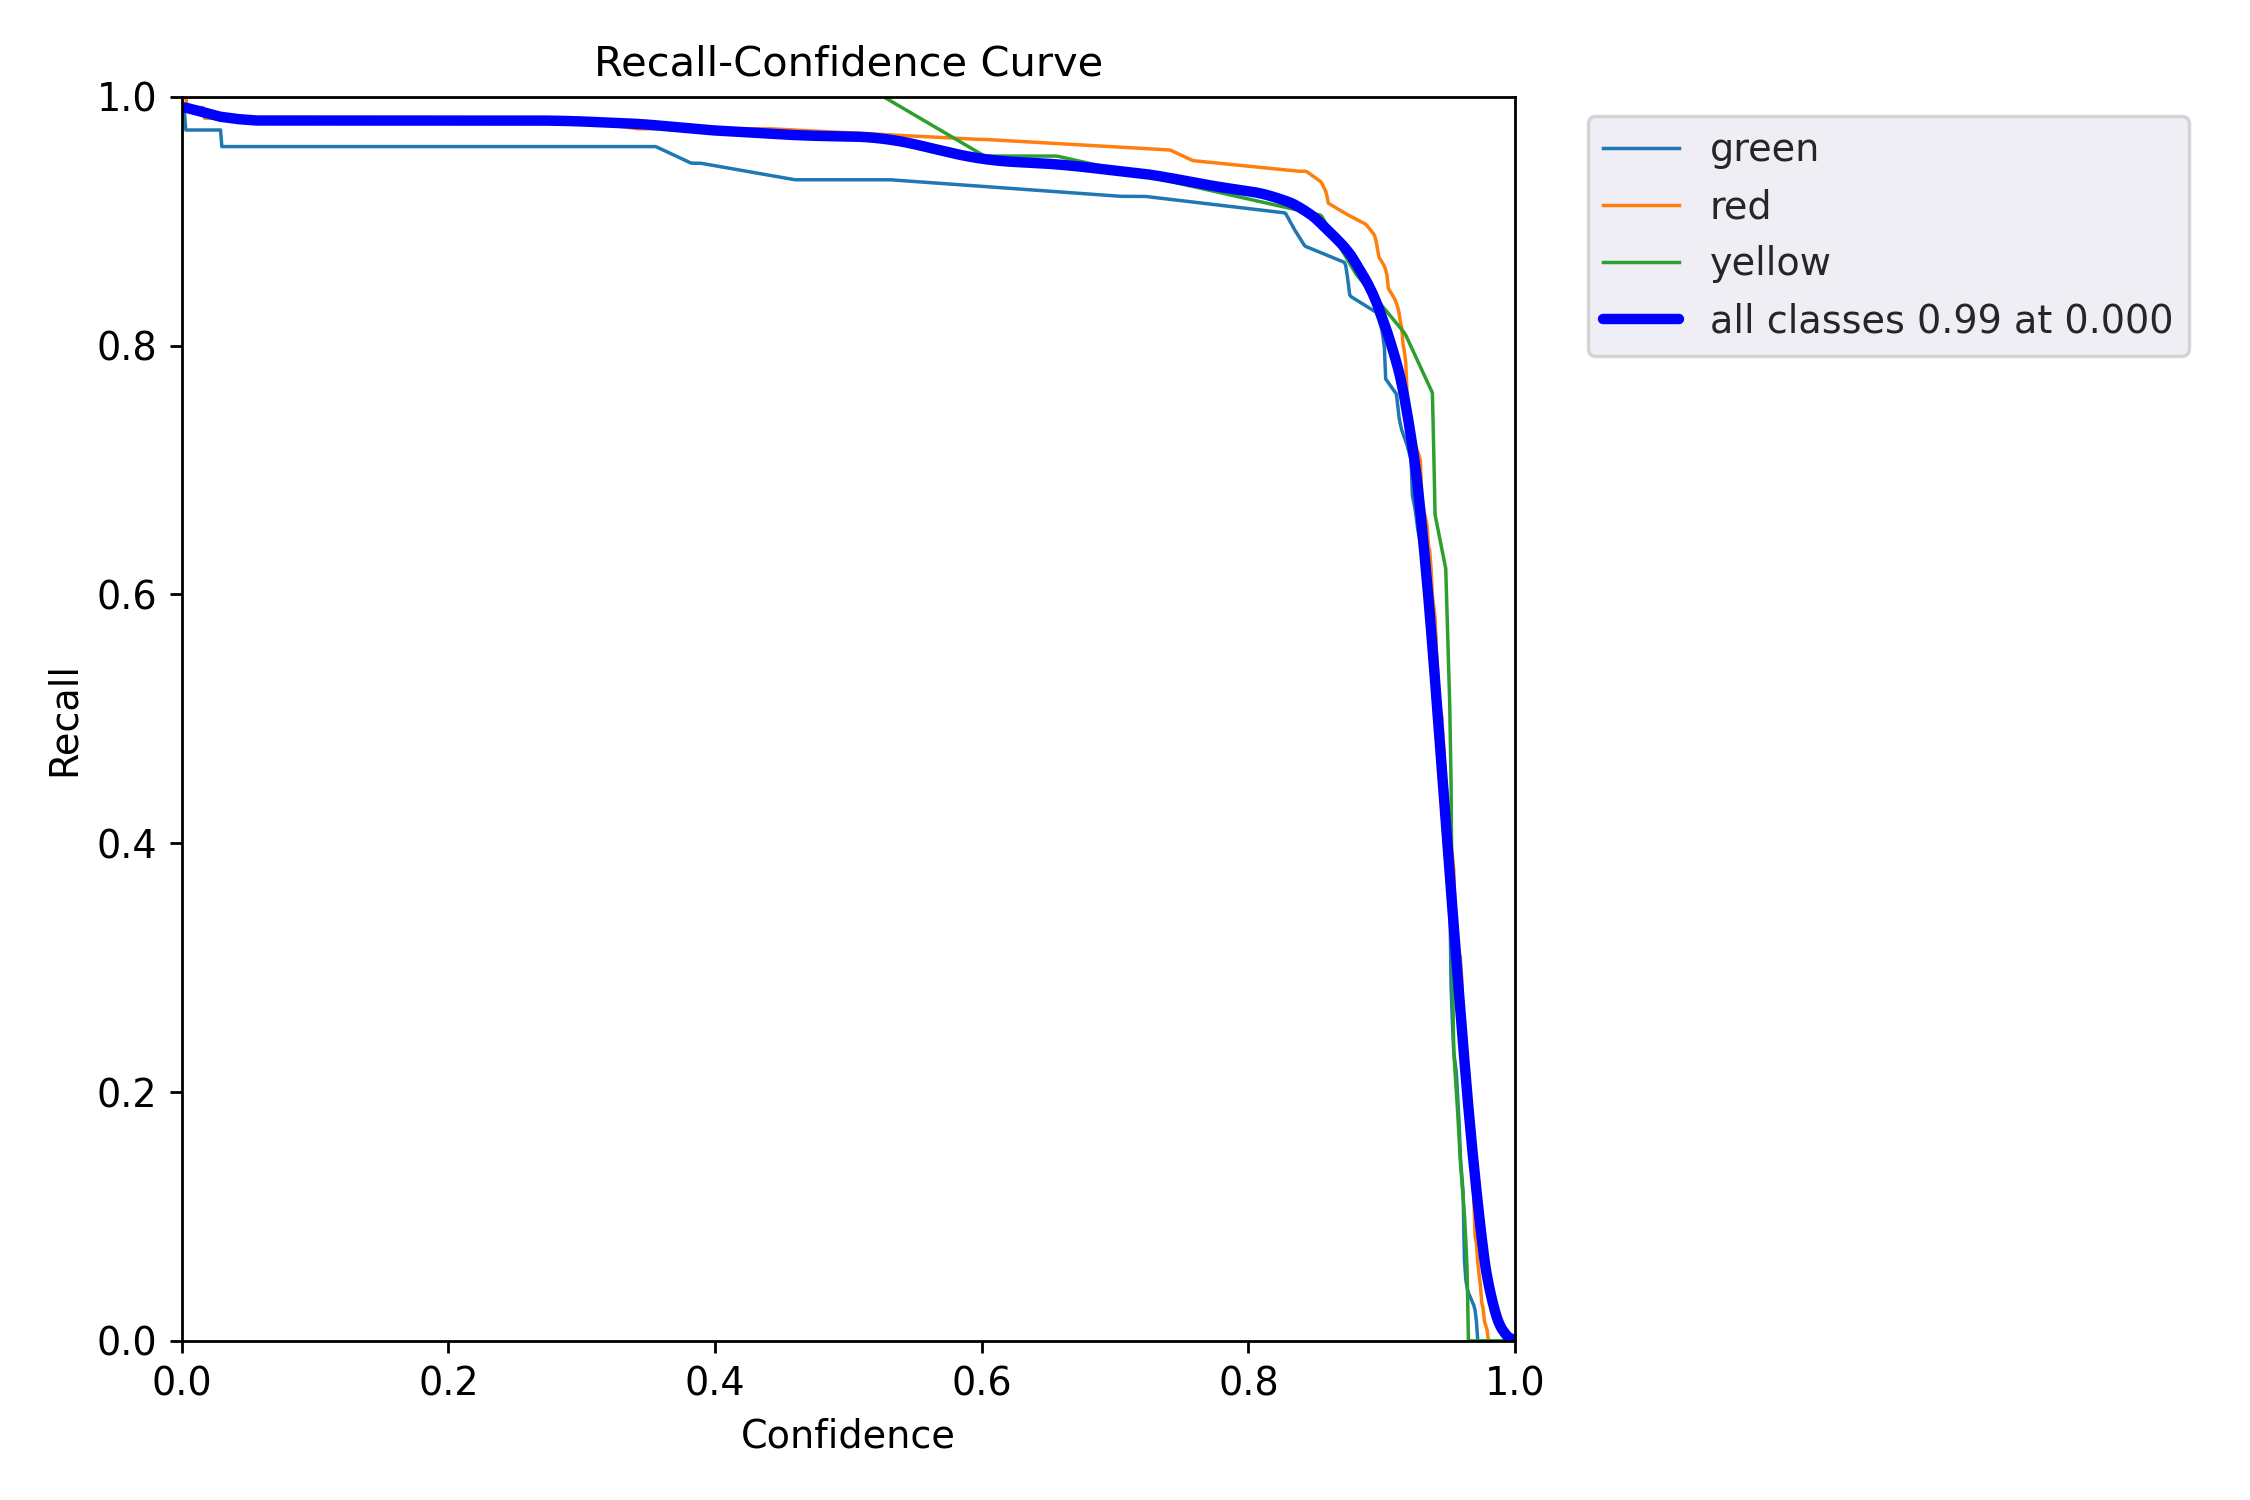 Recall-Confidence Curve
1.0
0.8
0.6
0.4
0.2
0.0
Recall
0.0 0.2 0.4 0.6 0.8 1.0
Confidence
green
red
yellow
all classes 0.99 at 0.000